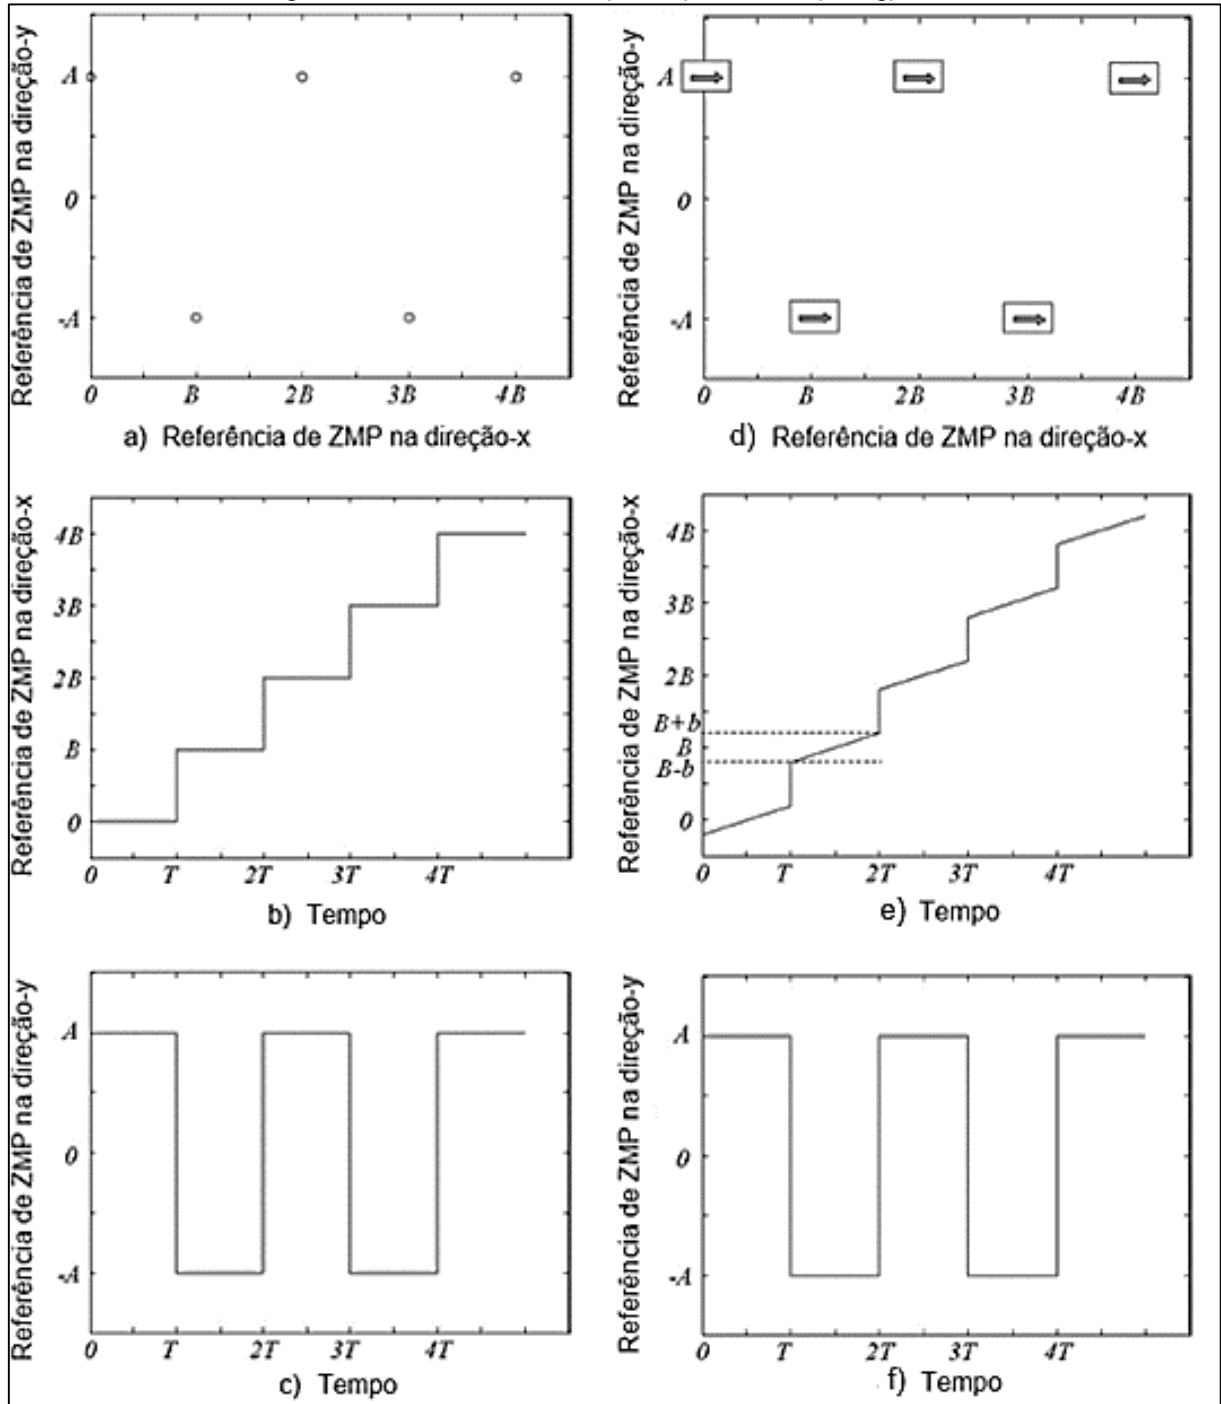 Referência de ZMP na direção-y
A
0
-A
0 B 2B 3B 4B
a) Referência de ZMP na direção-x
Referência de ZMP na direção-y
A
0
-A
0 B 2B 3B 4B
d) Referência de ZMP na direção-x
Referência de ZMP na direção-x
4B
3B
2B
B
0
0 T 2T 3T 4T
b) Tempo
Referência de ZMP na direção-x
4B
3B
2B
B+b
B
B-b
0
0 T 2T 3T 4T
e) Tempo
Referência de ZMP na direção-y
A
0
-A
0 T 2T 3T 4T
c) Tempo
Referência de ZMP na direção-y
A
0
-A
0 T 2T 3T 4T
f) Tempo